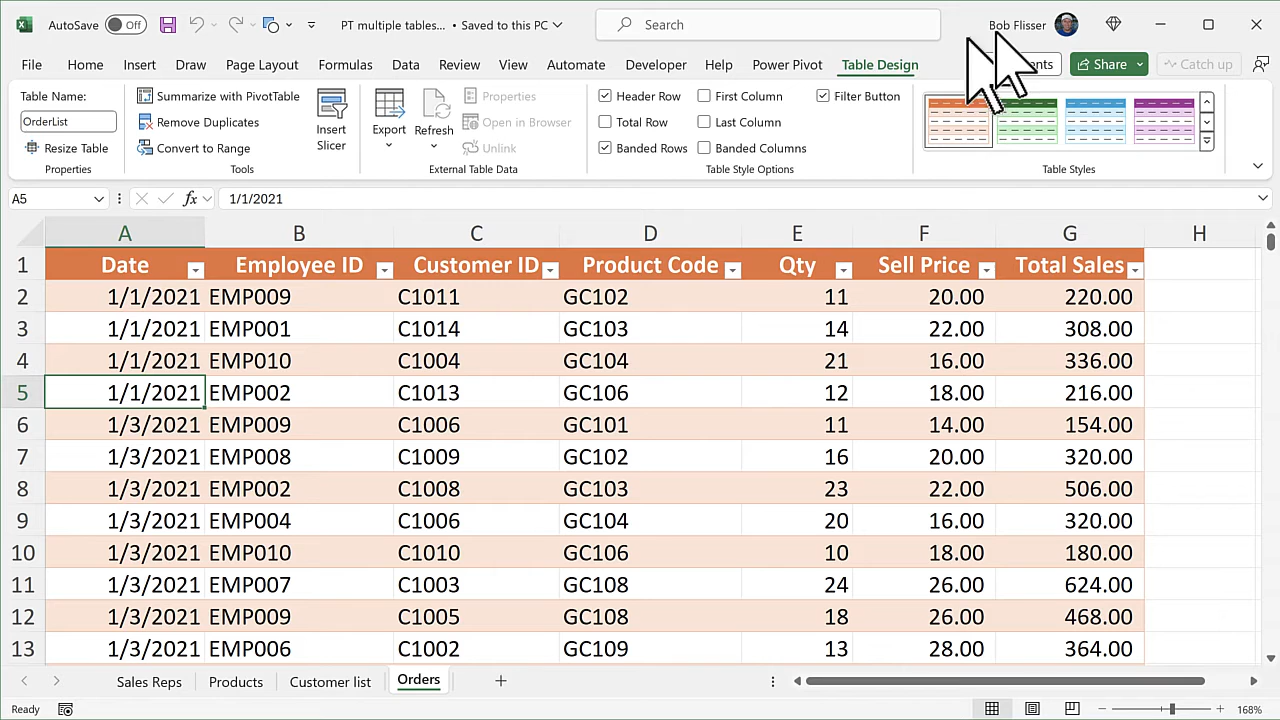 AutoSave Off PT multiple tables... • Saved to this PC Search Bob Flisser
File Home Insert Draw Page Layout Formulas Data Review View Automate Developer Help Power Pivot Table Design Share Catch up
Table Name:
OrderList
Resize Table
Properties
Summarize with PivotTable
Remove Duplicates
Convert to Range
Tools
Insert
Slicer
Export
Refresh
Properties
Open in Browser
Unlink
External Table Data
Header Row First Column Filter Button
Total Row Last Column
Banded Rows Banded Columns
Table Style Options
Table Styles
A5 fx 1/1/2021
A B C D E F G H
1 Date Employee ID Customer ID Product Code Qty Sell Price Total Sales
2 1/1/2021 EMP009 C1011 GC102 11 20.00 220.00
3 1/1/2021 EMP001 C1014 GC103 14 22.00 308.00
4 1/1/2021 EMP010 C1004 GC104 21 16.00 336.00
5 1/1/2021 EMP002 C1013 GC106 12 18.00 216.00
6 1/3/2021 EMP009 C1006 GC101 11 14.00 154.00
7 1/3/2021 EMP008 C1009 GC102 16 20.00 320.00
8 1/3/2021 EMP002 C1008 GC103 23 22.00 506.00
9 1/3/2021 EMP004 C1006 GC104 20 16.00 320.00
10 1/3/2021 EMP010 C1010 GC106 10 18.00 180.00
11 1/3/2021 EMP007 C1003 GC108 24 26.00 624.00
12 1/3/2021 EMP009 C1005 GC108 18 26.00 468.00
13 1/3/2021 EMP006 C1002 GC109 13 28.00 364.00
Sales Reps Products Customer list Orders
Ready 168%